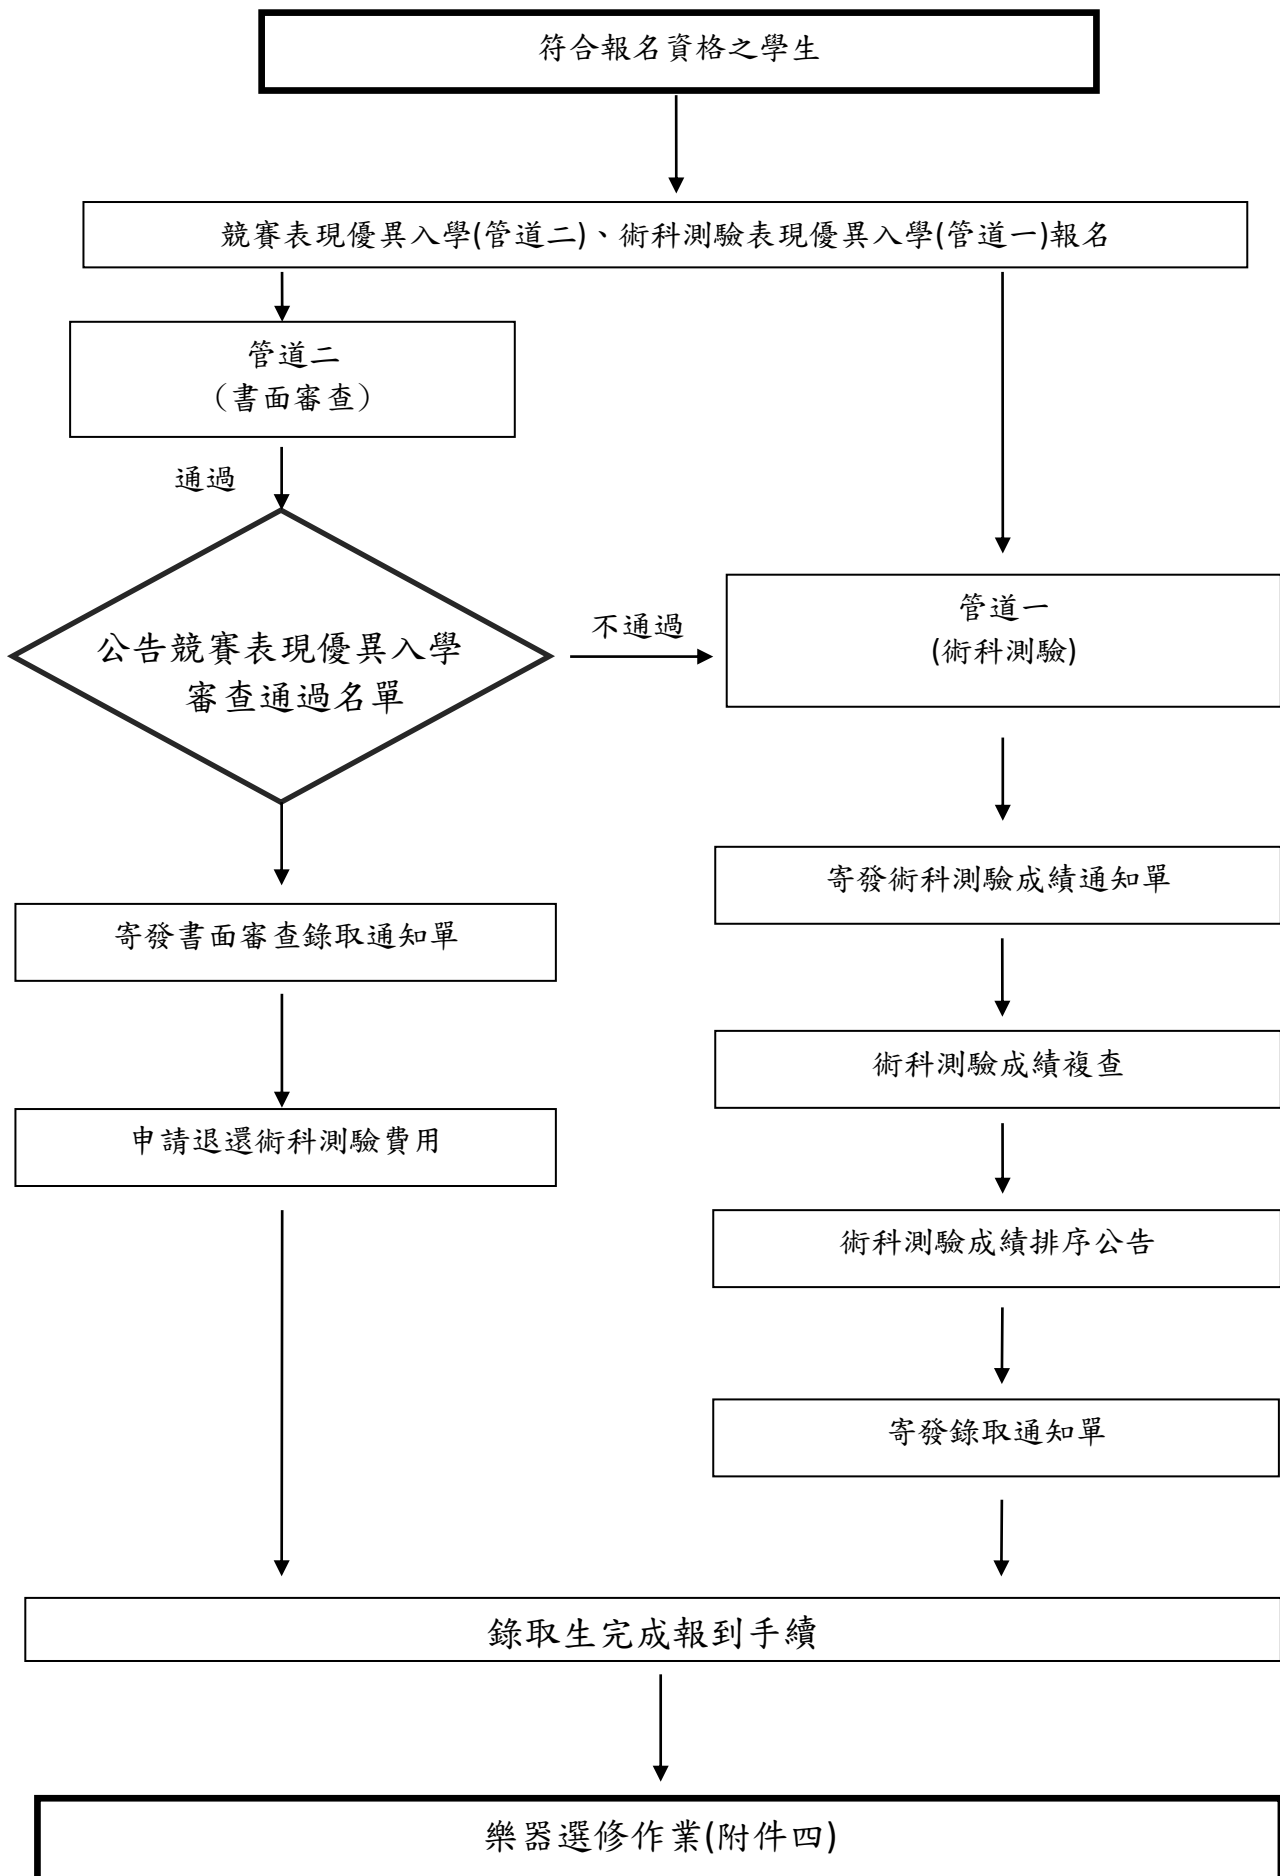 符合報名資格之學生
競賽表現優異入學(管道二)、術科測驗表現優異入學(管道一)報名
管道二
（書面審查）
通過
公告競賽表現優異入學
審查通過名單
不通過
管道一
(術科測驗)
寄發書面審查錄取通知單
申請退還術科測驗費用
寄發術科測驗成績通知單
術科測驗成績複查
術科測驗成績排序公告
寄發錄取通知單
錄取生完成報到手續
樂器選修作業(附件四)